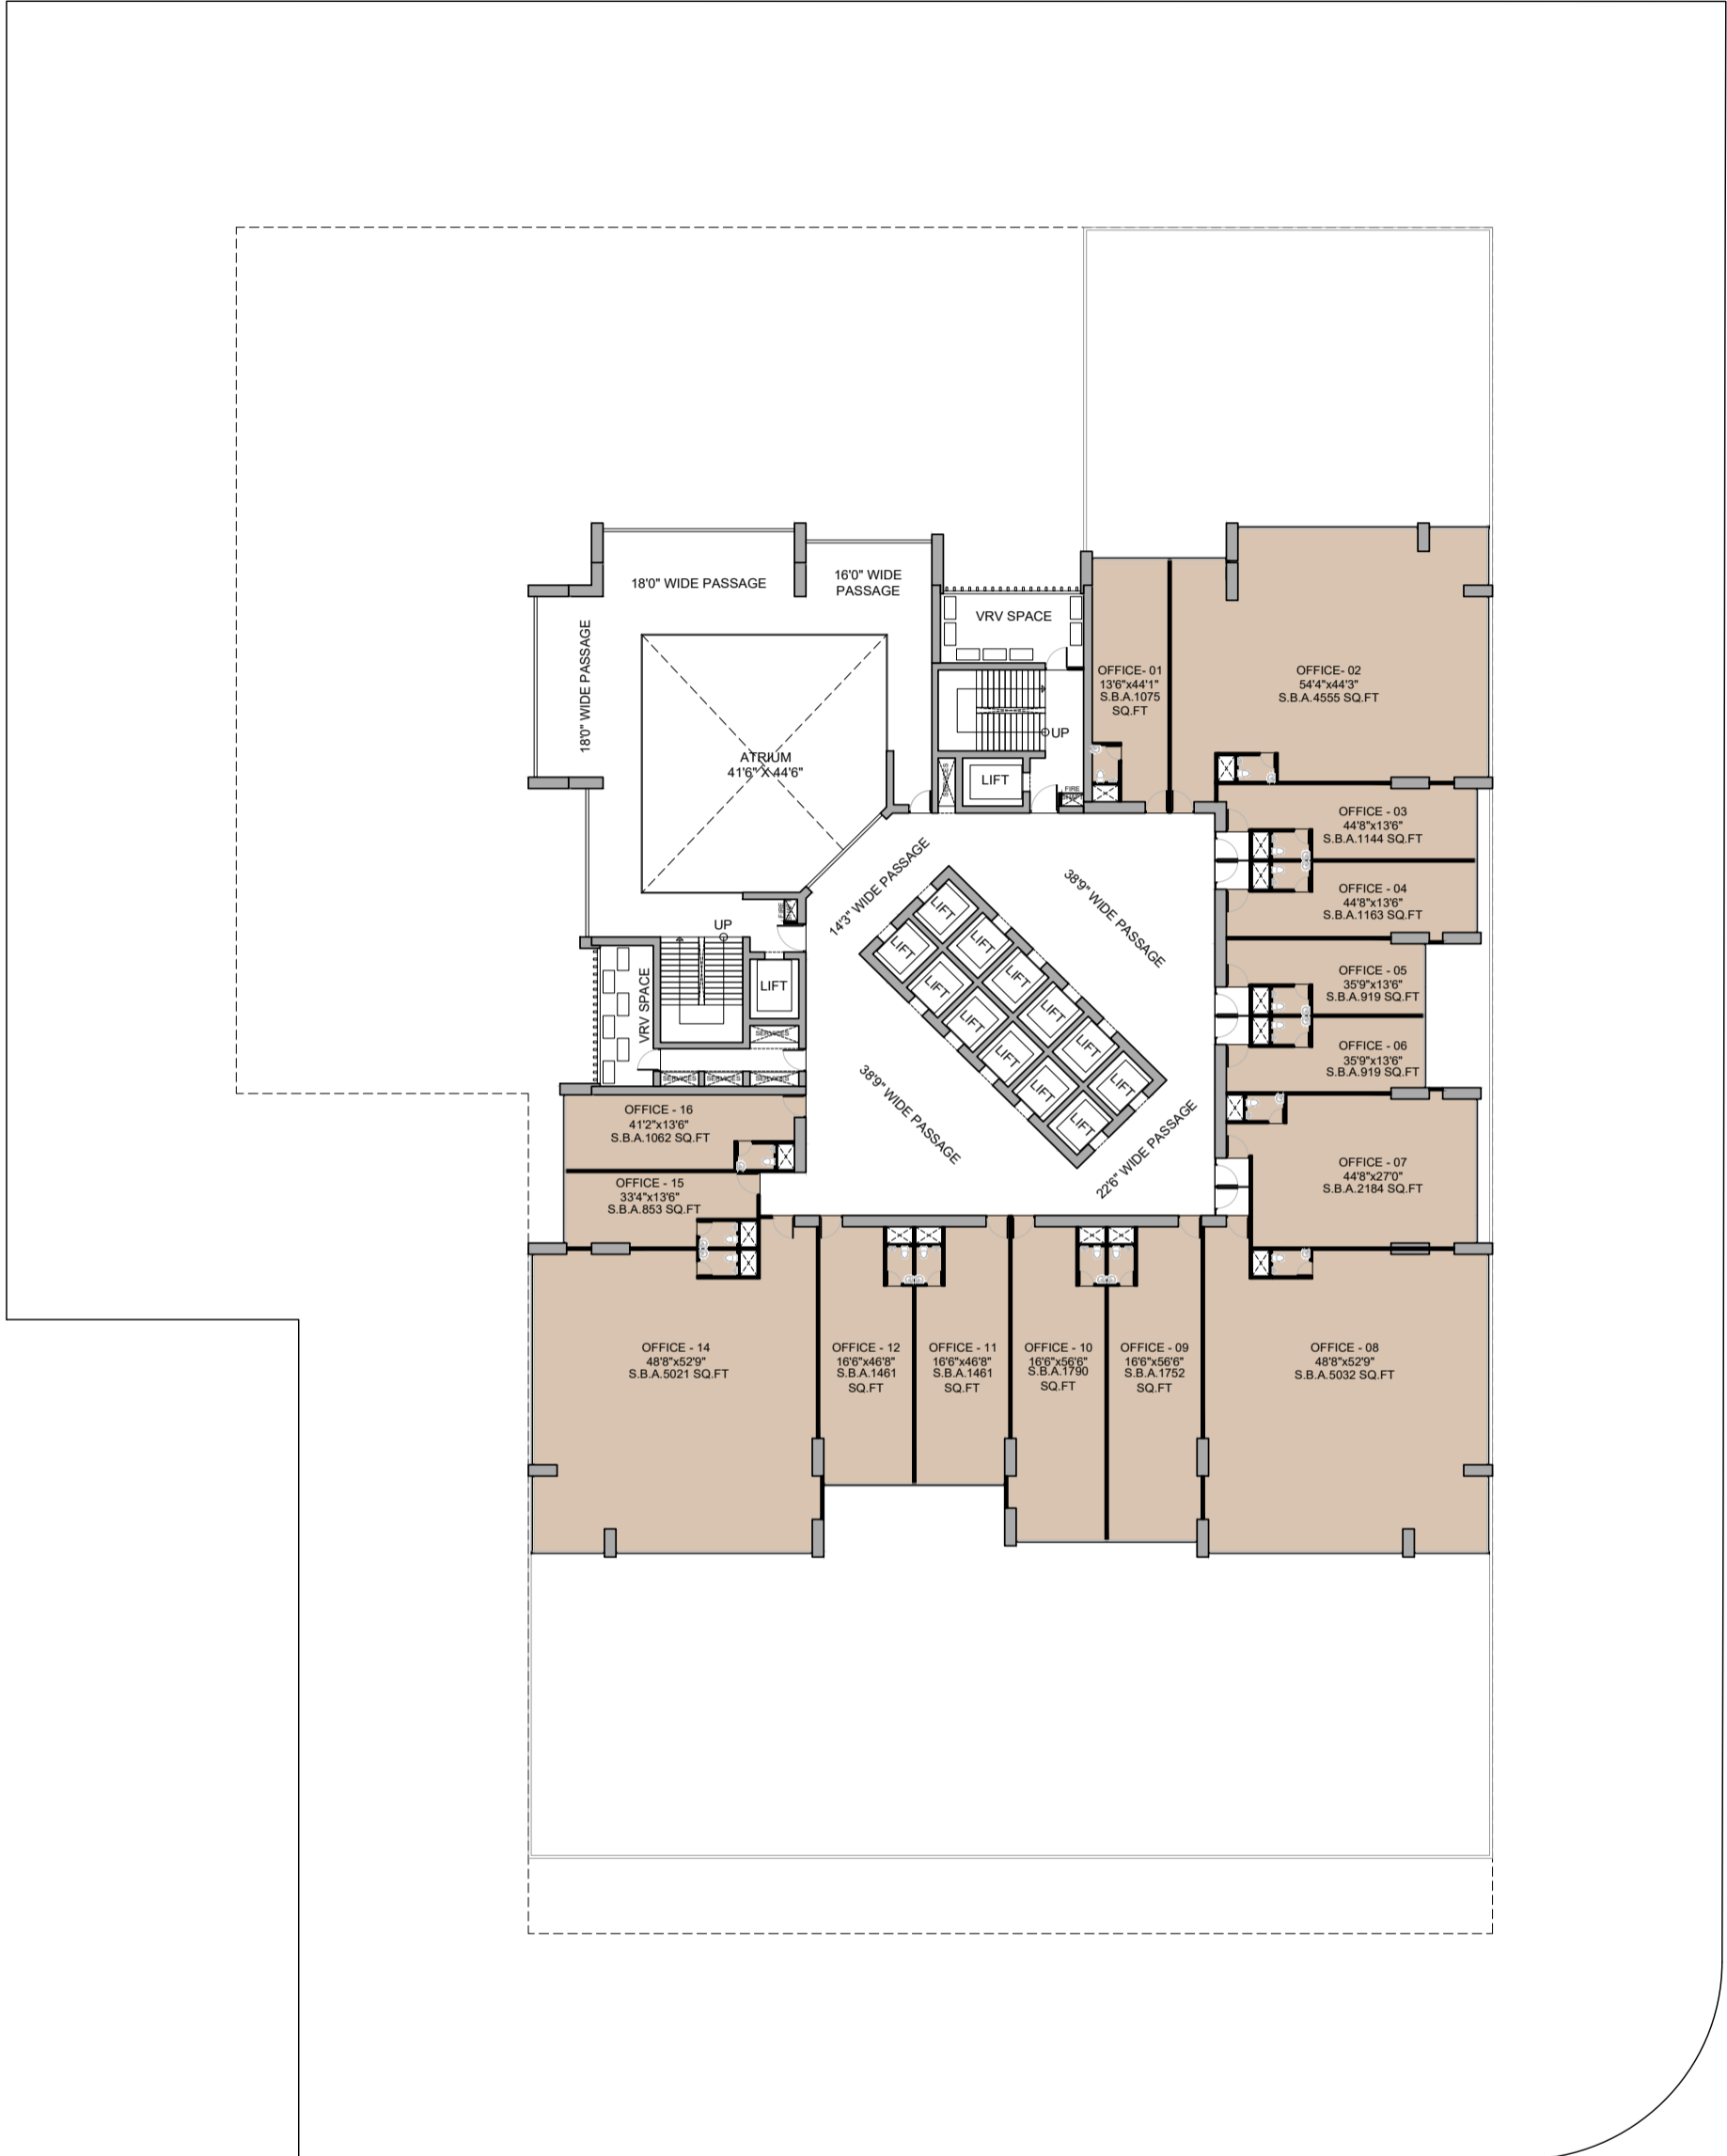 18'0" WIDE PASSAGE
16'0" WIDE
PASSAGE
VRV SPACE
18'0" WIDE PASSAGE
ATRIUM
41'6" X 44'6"
UP
LIFT
SERVICES
FIRE
OFFICE- 01
13'6"x44'1"
S.B.A.1075
SQ.FT
OFFICE- 02
54'4"x44'3"
S.B.A.4555 SQ.FT
OFFICE - 03
44'8"x13'6"
S.B.A.1144 SQ.FT
OFFICE - 04
44'8"x13'6"
S.B.A.1163 SQ.FT
OFFICE - 05
35'9"x13'6"
S.B.A.919 SQ.FT
OFFICE - 06
35'9"x13'6"
S.B.A.919 SQ.FT
OFFICE - 07
44'8"x27'0"
S.B.A.2184 SQ.FT
14'3" WIDE PASSAGE
38'9" WIDE PASSAGE
LIFT
LIFT
LIFT
LIFT
LIFT
LIFT
LIFT
LIFT
LIFT
LIFT
LIFT
LIFT
38'9" WIDE PASSAGE
22'6" WIDE PASSAGE
UP
FIRE
LIFT
VRV SPACE
SERVICES
SERVICES
SERVICES
SERVICES
OFFICE - 16
41'2"x13'6"
S.B.A.1062 SQ.FT
OFFICE - 15
33'4"x13'6"
S.B.A.853 SQ.FT
OFFICE - 14
48'8"x52'9"
S.B.A.5021 SQ.FT
OFFICE - 12
16'6"x46'8"
S.B.A.1461
SQ.FT
OFFICE - 11
16'6"x46'8"
S.B.A.1461
SQ.FT
OFFICE - 10
16'6"x56'6"
S.B.A.1790
SQ.FT
OFFICE - 09
16'6"x56'6"
S.B.A.1752
SQ.FT
OFFICE - 08
48'8"x52'9"
S.B.A.5032 SQ.FT